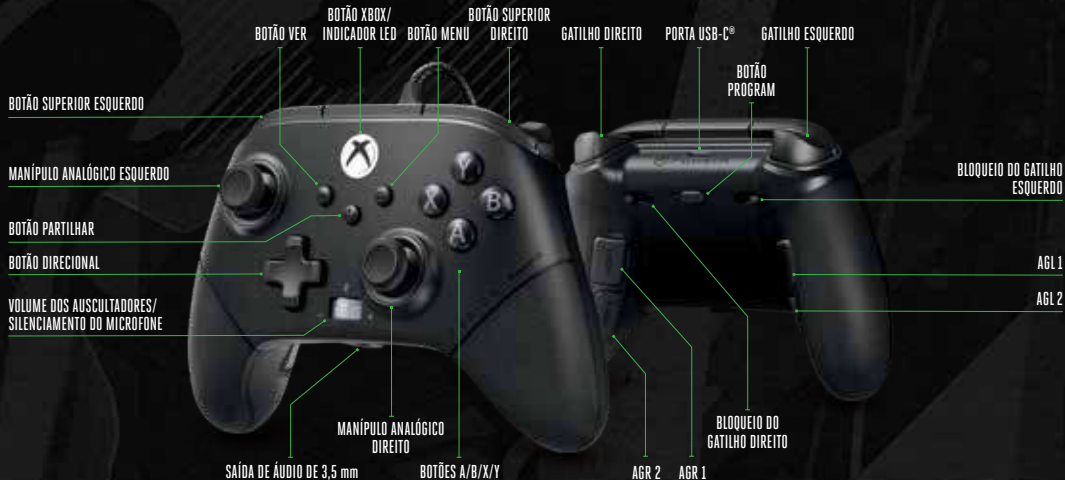 BOTÃO VER
BOTÃO XBOX/
INDICADOR LED
BOTÃO MENU
BOTÃO SUPERIOR
DIREITO
GATILHO DIREITO
PORTA USB-C®
GATILHO ESQUERDO
BOTÃO
PROGRAM
BOTÃO SUPERIOR ESQUERDO
MANÍPULO ANALÓGICO ESQUERDO
BLOQUEIO DO GATILHO
ESQUERDO
BOTÃO PARTILHAR
BOTÃO DIRECIONAL
AGL 1
VOLUME DOS AUSCULTADORES/
SILENCIAMENTO DO MICROFONE
AGL 2
Y
X
B
A
MANÍPULO ANALÓGICO
DIREITO
BLOQUEIO DO
GATILHO DIREITO
SAÍDA DE ÁUDIO DE 3,5 mm
BOTÕES A/B/X/Y
AGR 2
AGR 1